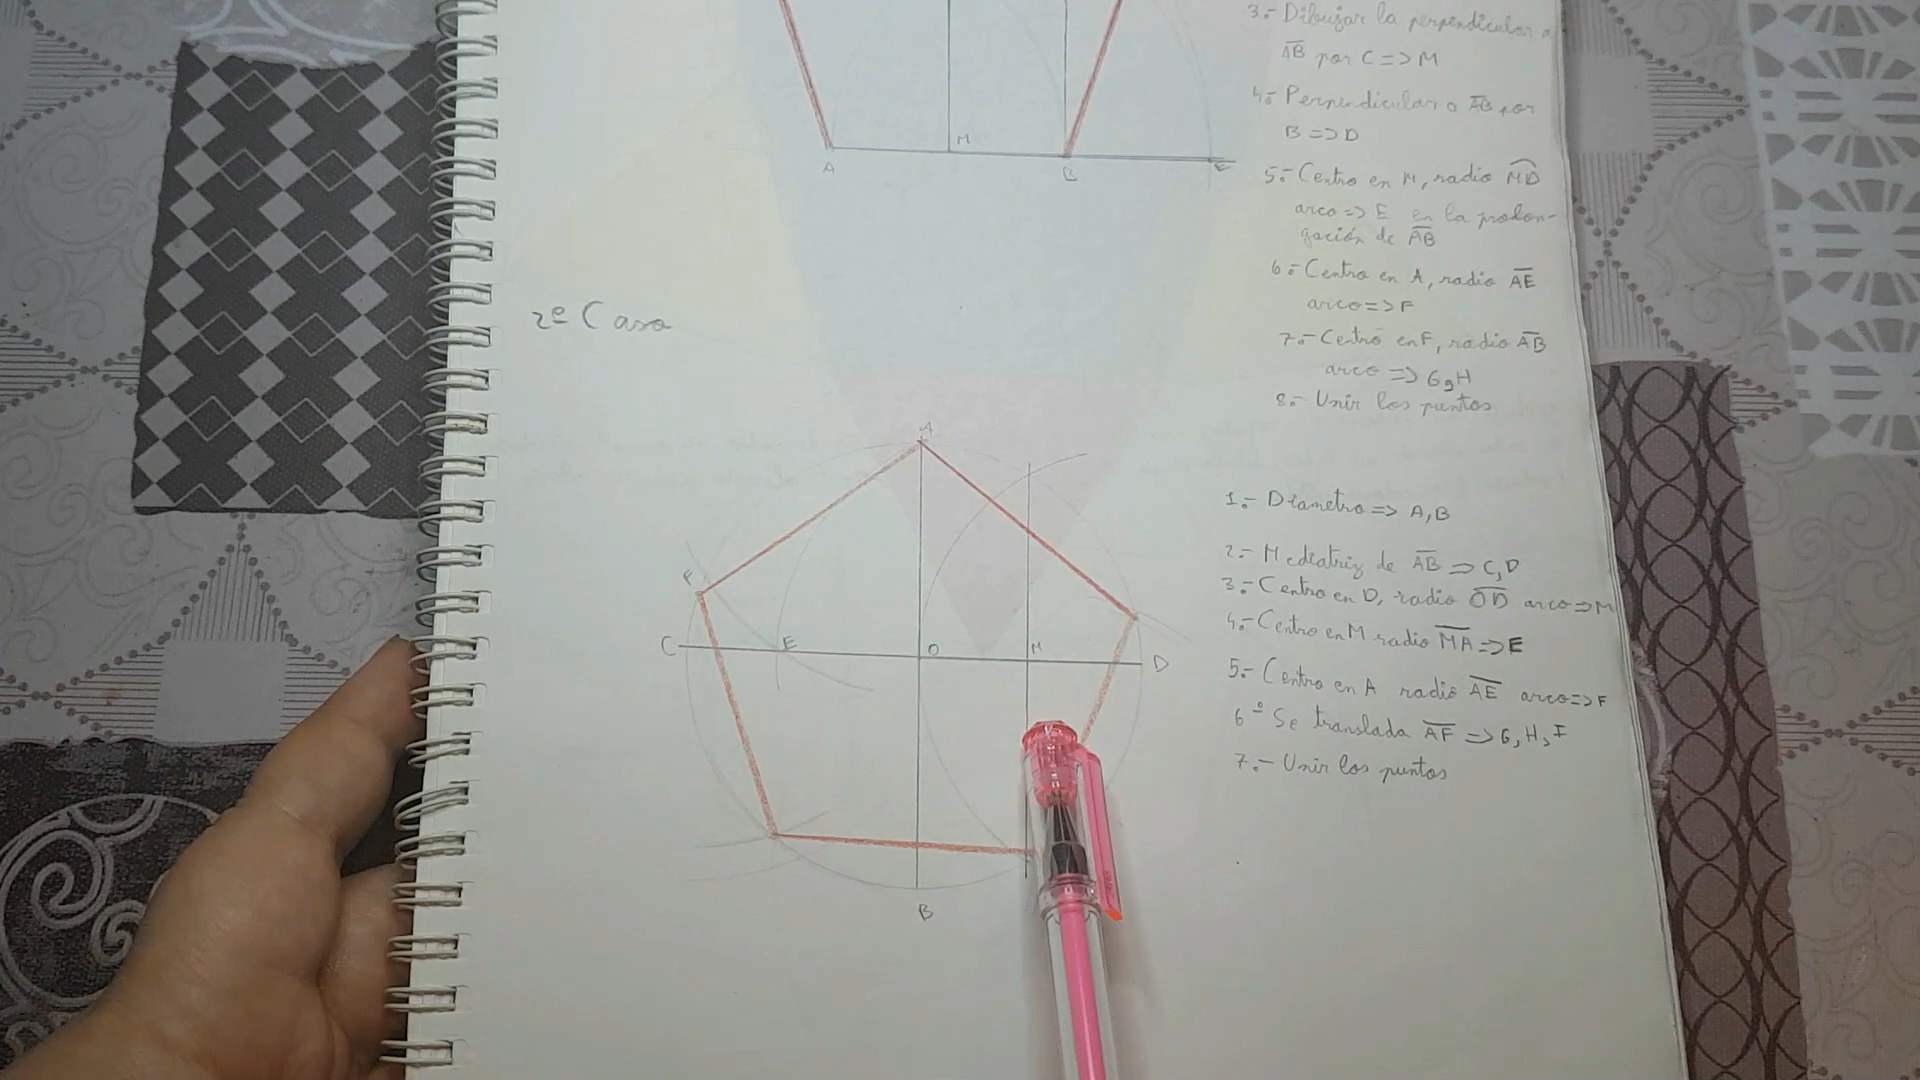 3.- Dibujar la perpendicular a
AB por C => M
4.- Perpendicular a AB por
B => D
5.- Centro en M, radio MD
arco => E en la prolon-
gación de AB
6.- Centro en A, radio AE
arco => F
7.- Centro en F, radio AB
arco => G y H
8.- Unir los puntos
A
M
B
E
2º Caso
A
F
C
E
O
M
D
B
1.- Diametro => A, B
2.- Mediatriz de AB => C, D
3.- Centro en D, radio OD arco => M
4.- Centro en M radio MA => E
5.- Centro en A radio AE arco => F
6º Se translada AF => G, H, I
7.- Unir los puntos